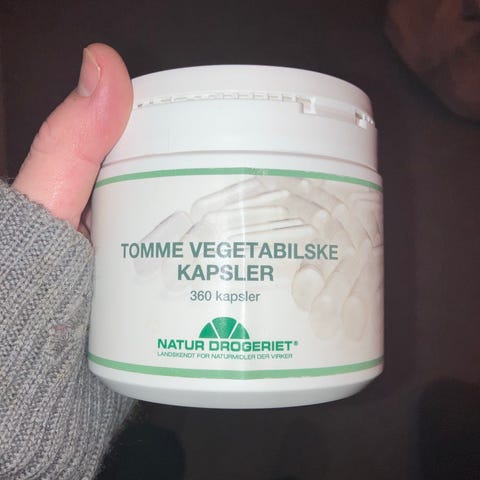 TOMME VEGETABILSKE
KAPSLER
360 kapsler
NATUR DROGERIET®
LANDSKENDT FOR NATURMIDLER DER VIRKER